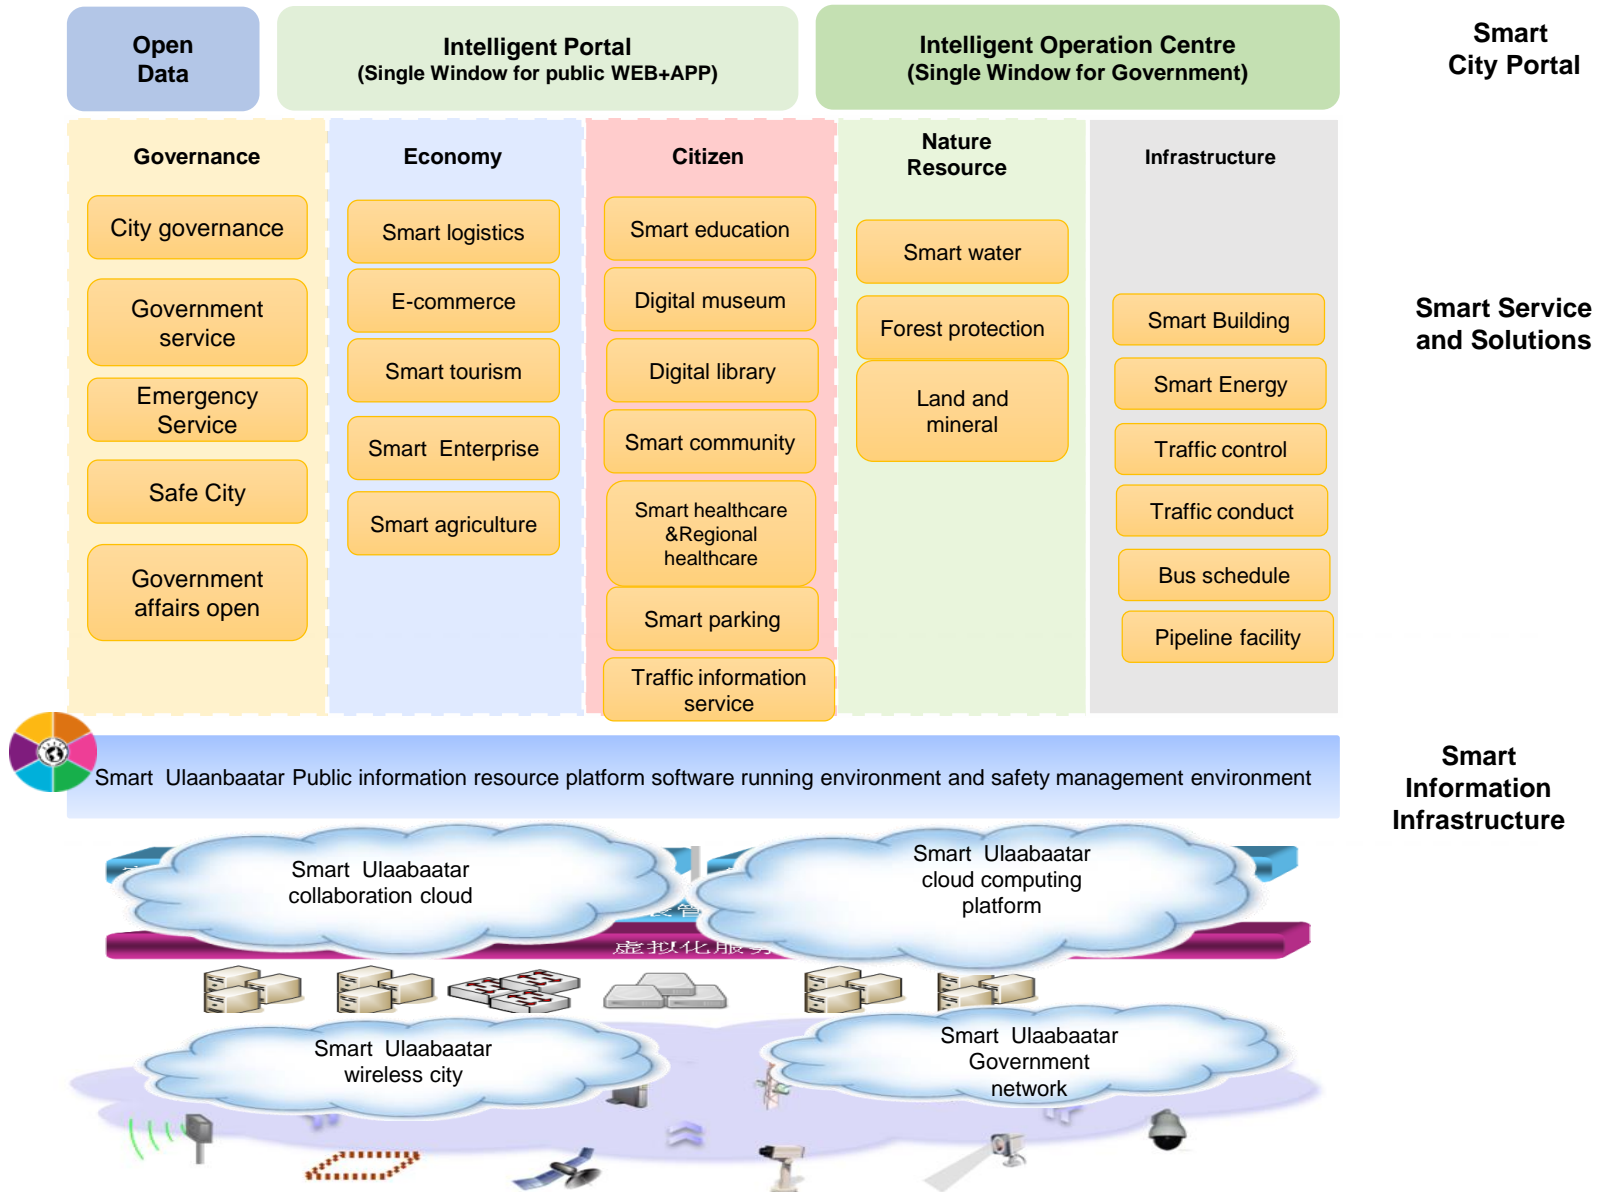 Open
Data
Intelligent Portal
(Single Window for public WEB+APP)
Intelligent Operation Centre
(Single Window for Government)
Smart
City Portal
Governance
City governance
Government
service
Emergency
Service
Safe City
Government
affairs open
Economy
Smart logistics
E-commerce
Smart tourism
Smart Enterprise
Smart agriculture
Citizen
Smart education
Digital museum
Digital library
Smart community
Smart healthcare
&Regional
healthcare
Smart parking
Traffic information
service
Nature
Resource
Smart water
Forest protection
Land and
mineral
Infrastructure
Smart Building
Smart Energy
Traffic control
Traffic conduct
Bus schedule
Pipeline facility
Smart Service
and Solutions
Smart Ulaanbaatar Public information resource platform software running environment and safety management environment
Smart
Information
Infrastructure
Smart Ulaabaatar
collaboration cloud
Smart Ulaabaatar
cloud computing
platform
虚拟化服务
Smart Ulaabaatar
wireless city
Smart Ulaabaatar
Government
network